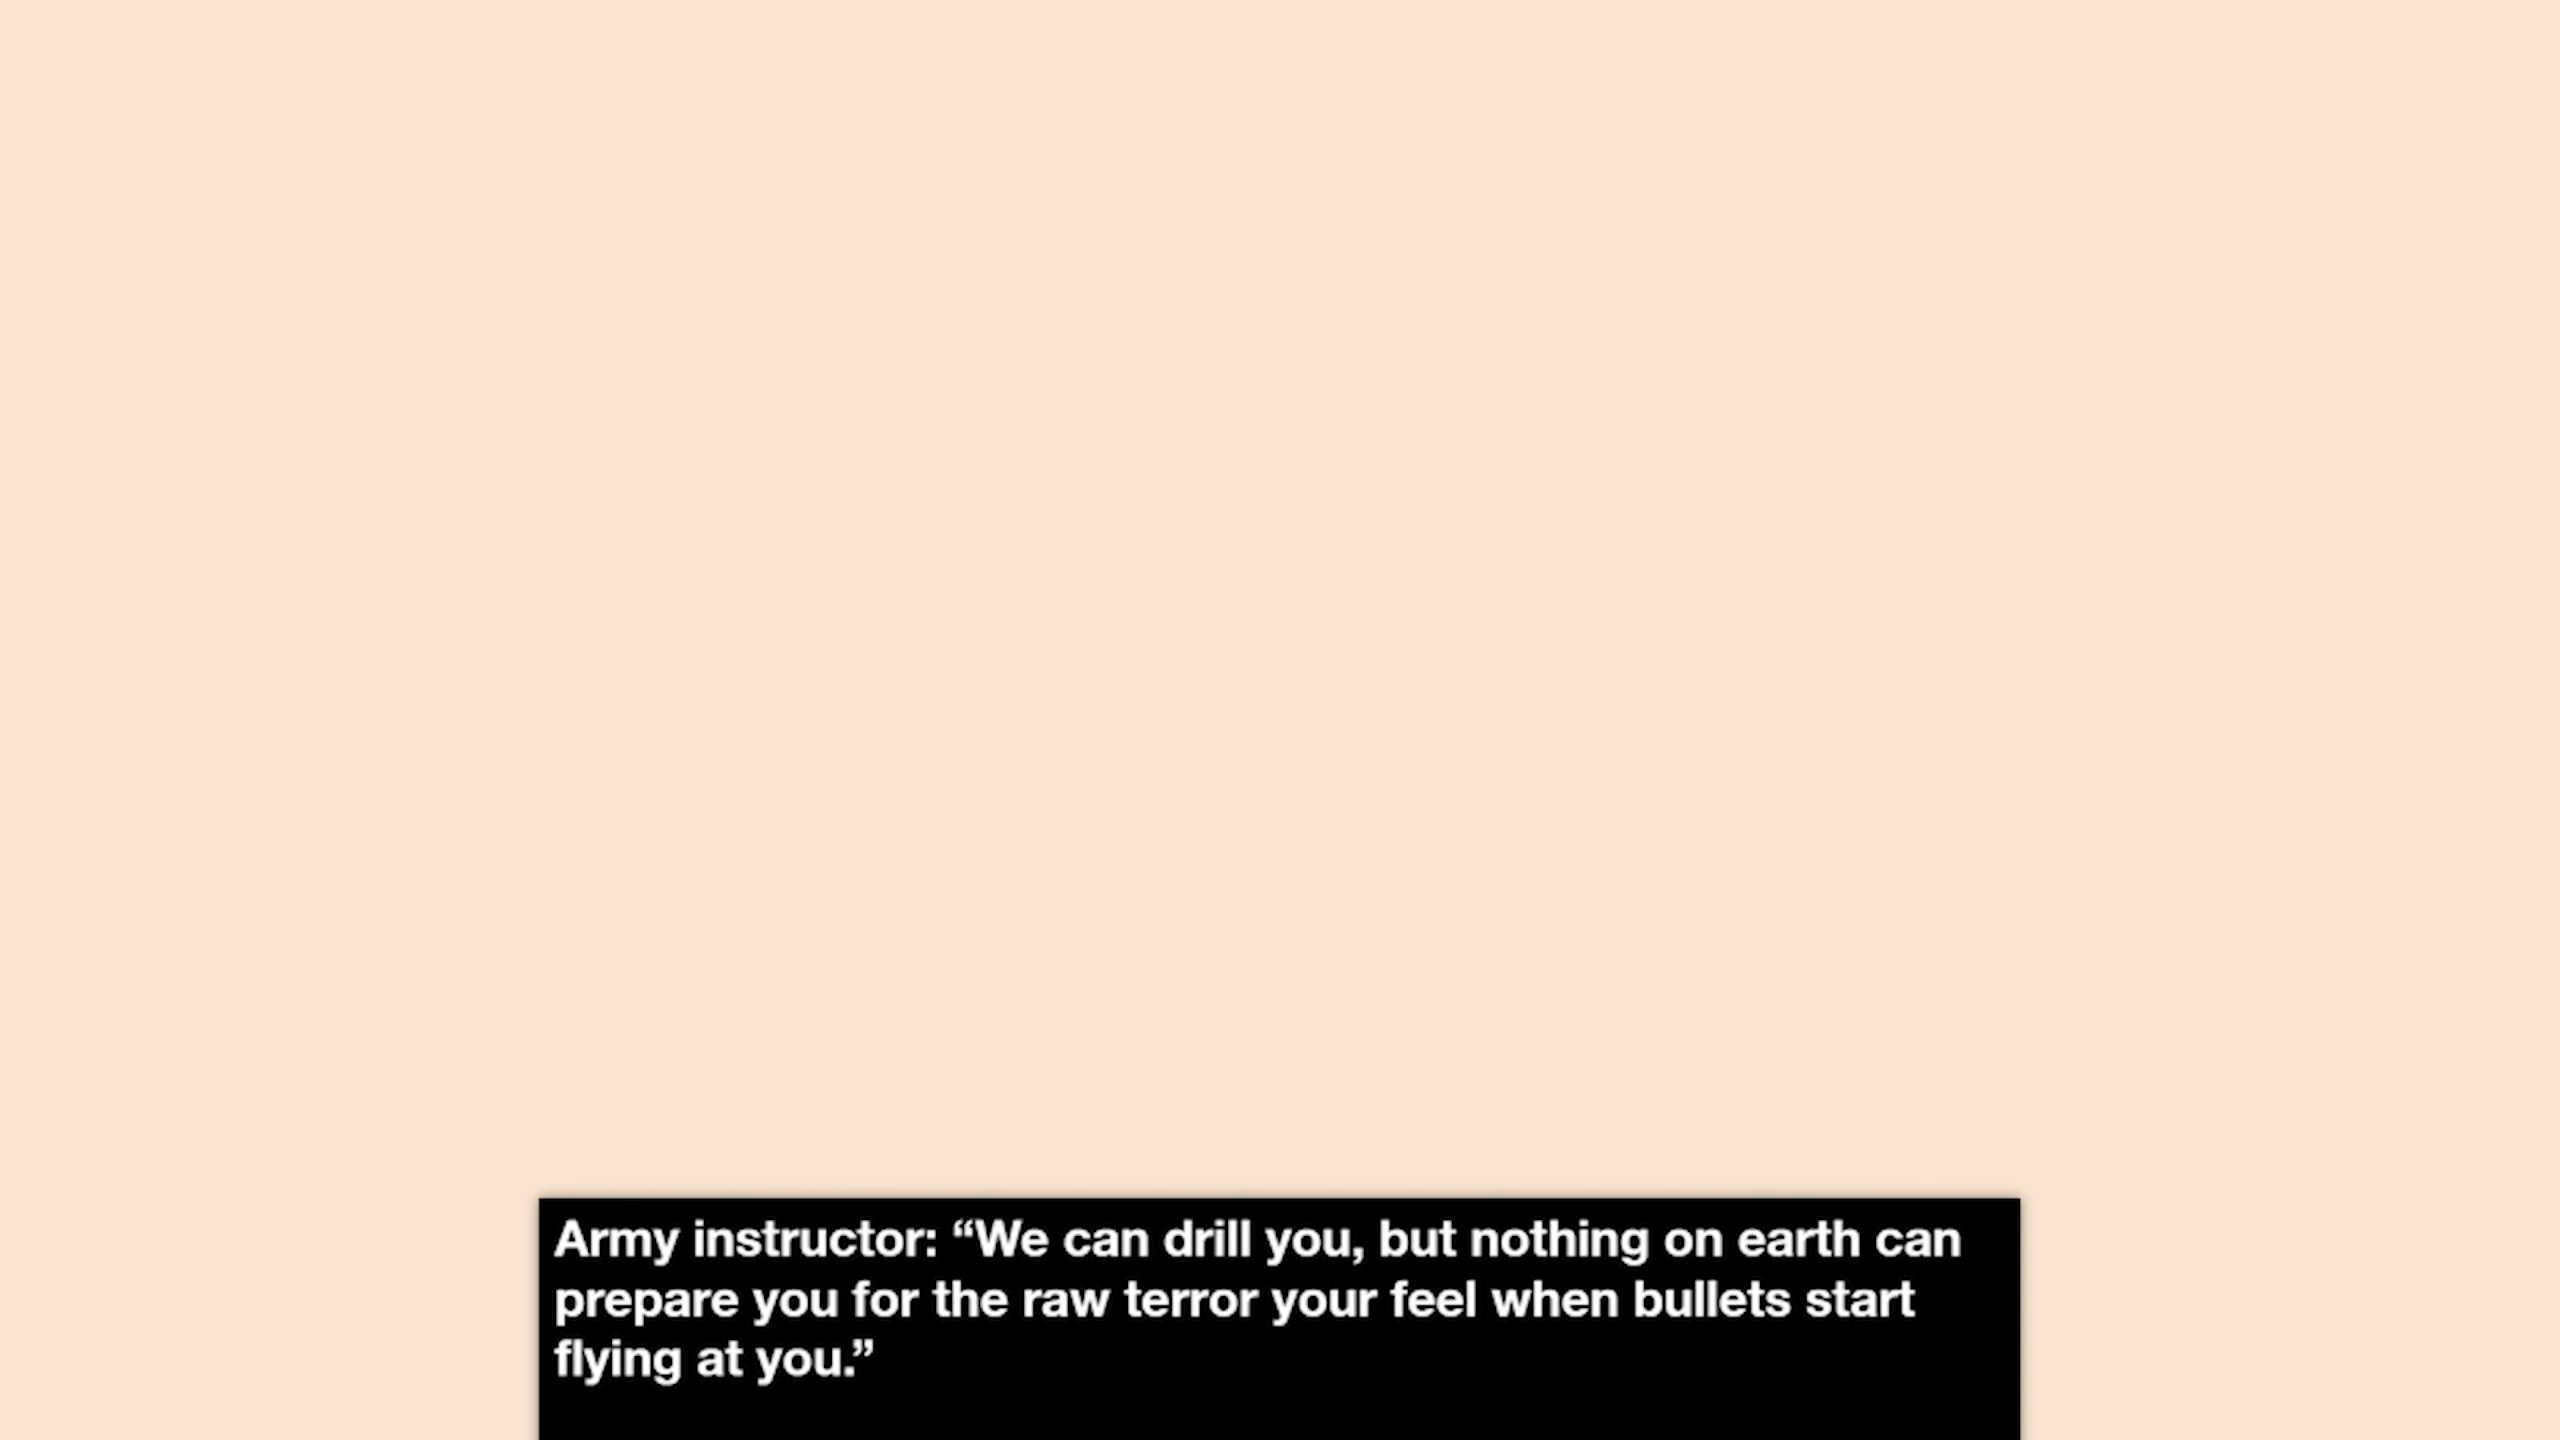 Army instructor: “We can drill you, but nothing on earth can
prepare you for the raw terror your feel when bullets start
flying at you.”